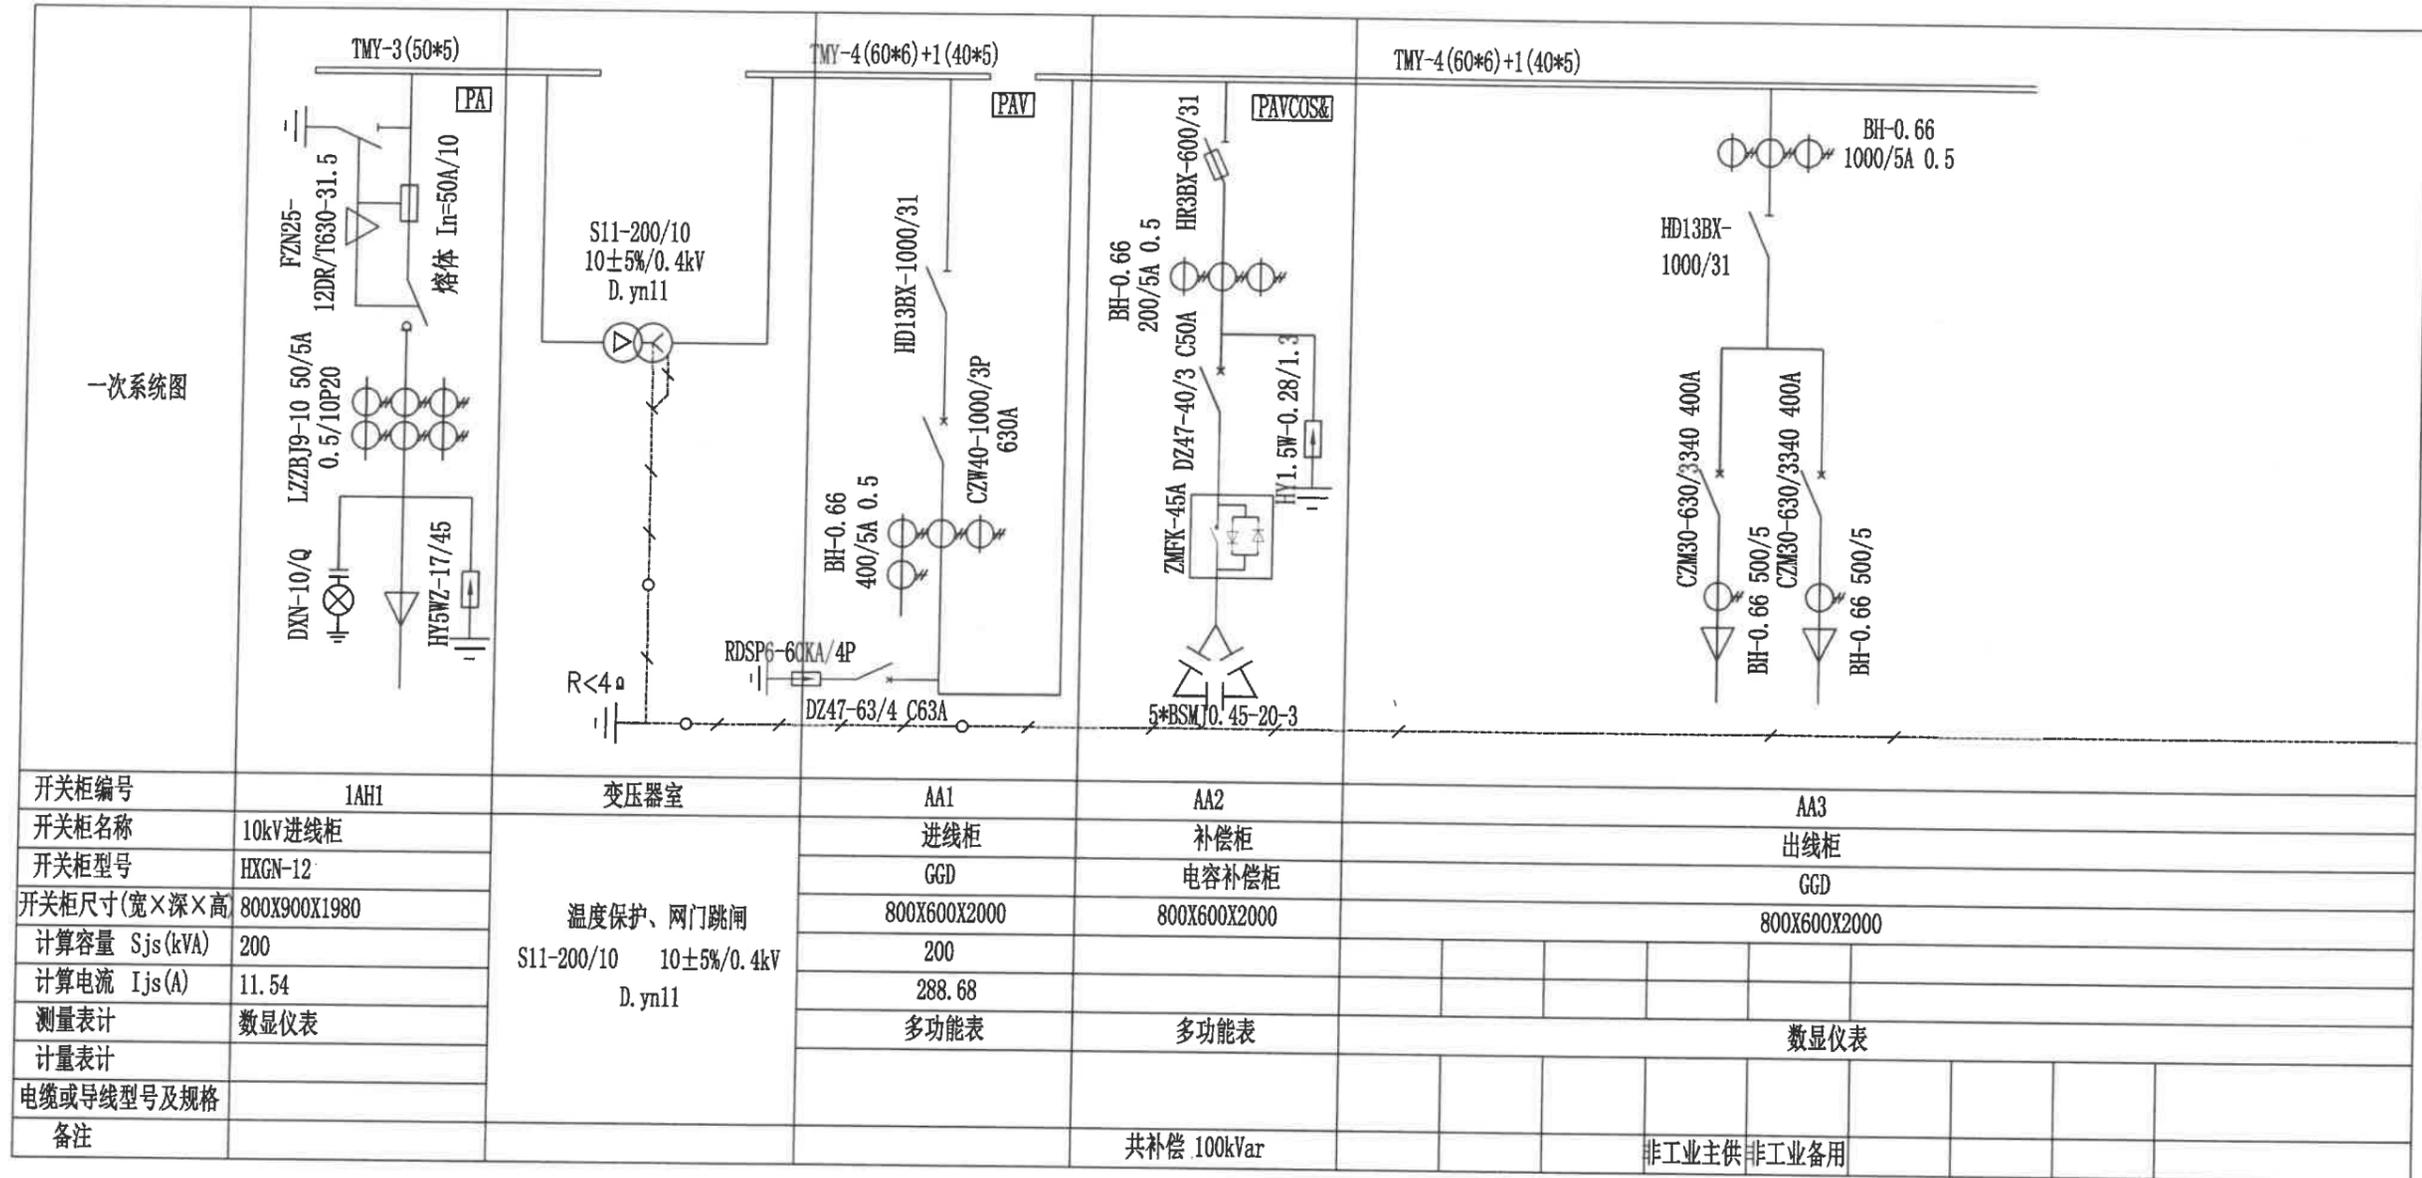 TMY-3(50*5)
PA
FZN25-
12DR/T630-31.5
熔体 In=50A/10
LZZBJ9-10 50/5A
0.5/10P20
DXN-10/Q
HY5WZ-17/45
S11-200/10
10±5%/0.4kV
D.yn11
R<4Ω
TMY-4(60*6)+1(40*5)
PAV
HD13BX-1000/31
CZW40-1000/3P
630A
BH-0.66
400/5A 0.5
RDSP6-60KA/4P
DZ47-63/4 C63A
PAVCOS&
HR3BX-600/31
BH-0.66
200/5A 0.5
DZ47-40/3 C50A
HY1.5W-0.28/1.3
ZMFK-45A
5*BSMJ0.45-20-3
TMY-4(60*6)+1(40*5)
BH-0.66
1000/5A 0.5
HD13BX-
1000/31
CZM30-630/3340 400A
BH-0.66 500/5
CZM30-630/3340 400A
BH-0.66 500/5
一次系统图
开关柜编号 1AH1 变压器室 AA1 AA2 AA3
开关柜名称 10kV进线柜 进线柜 补偿柜 出线柜
开关柜型号 HXGN-12 GGD 电容补偿柜 GGD
开关柜尺寸(宽×深×高) 800X900X1980 800X600X2000 800X600X2000 800X600X2000
温度保护、网门跳闸
S11-200/10 10±5%/0.4kV
D.yn11
计算容量 Sjs(kVA) 200 200
计算电流 Ijs(A) 11.54 288.68
测量表计 数显仪表 多功能表 多功能表 数显仪表
计量表计
电缆或导线型号及规格
备注 共补偿 100kVar 非工业主供 非工业备用